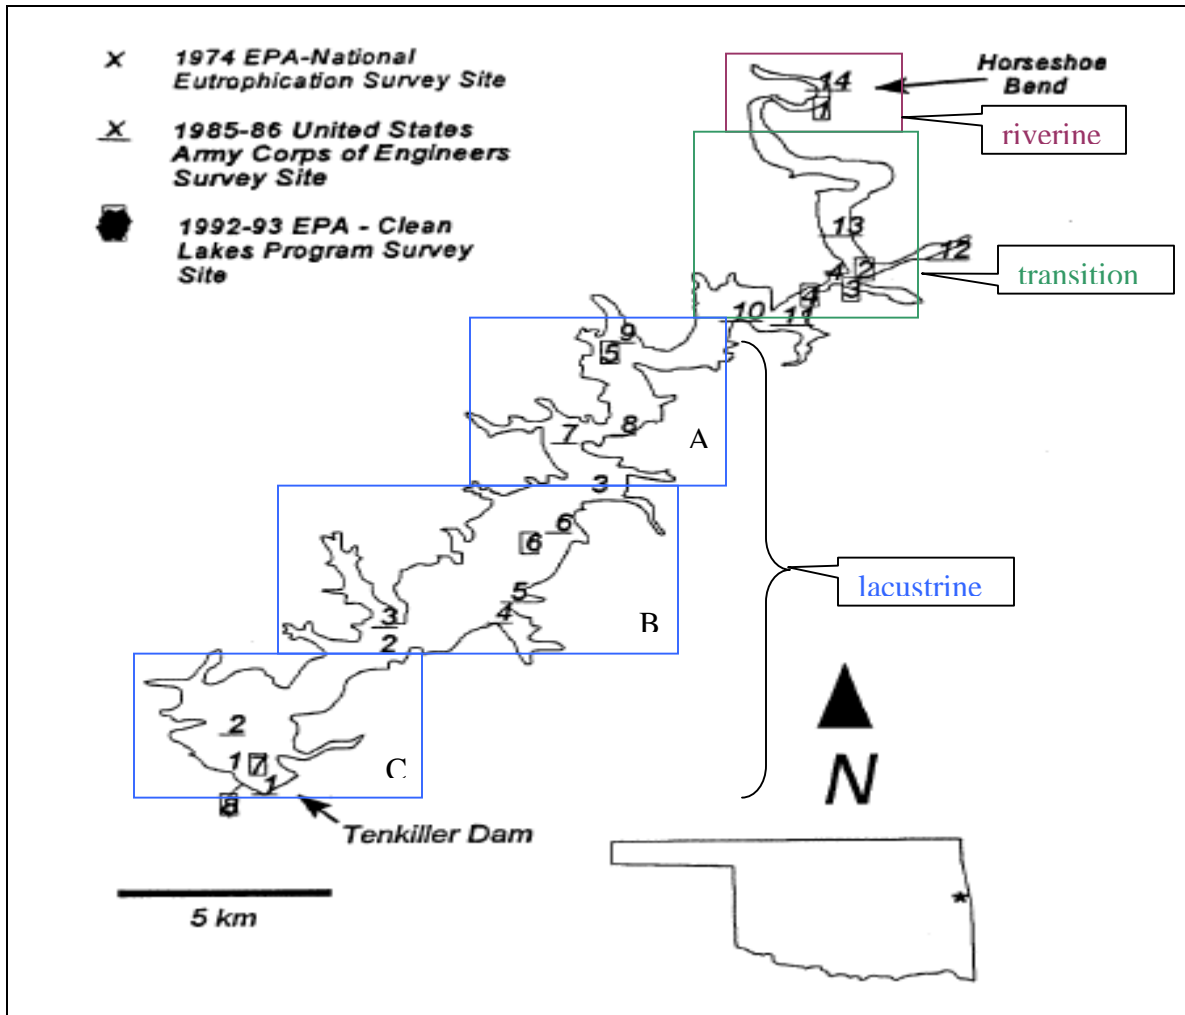 X 1974 EPA-National
Eutrophication Survey Site
X 1985-86 United States
Army Corps of Engineers
Survey Site
1992-93 EPA - Clean
Lakes Program Survey
Site
Horseshoe
Bend
14
1
riverine
13
12
4 2
transition
4 3
10 11
9
5
7 8
A
3
6
6
5
3 4
2
B
lacustrine
2
1 7
1
C
8
Tenkiller Dam
N
5 km
*